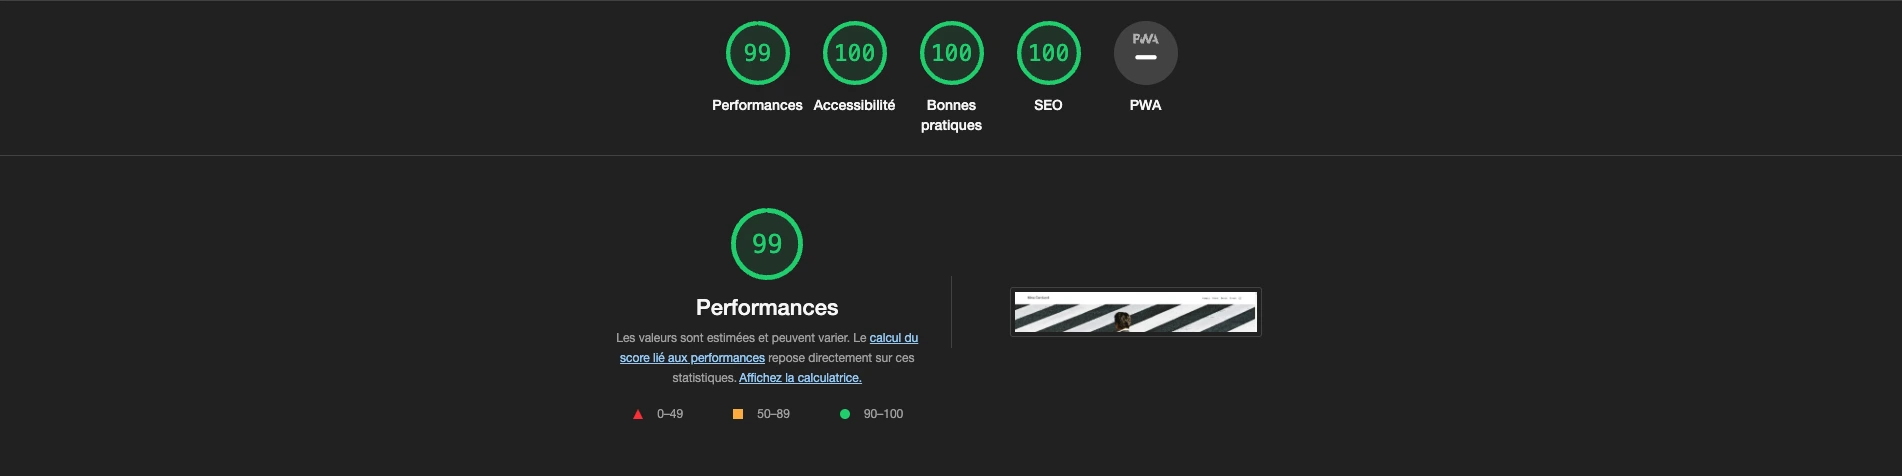 99
100
100
100
PWA
Performances
Accessibilité
Bonnes
pratiques
SEO
PWA
99
Performances
Les valeurs sont estimées et peuvent varier. Le calcul du
score lié aux performances repose directement sur ces
statistiques. Affichez la calculatrice.
0–49
50–89
90–100